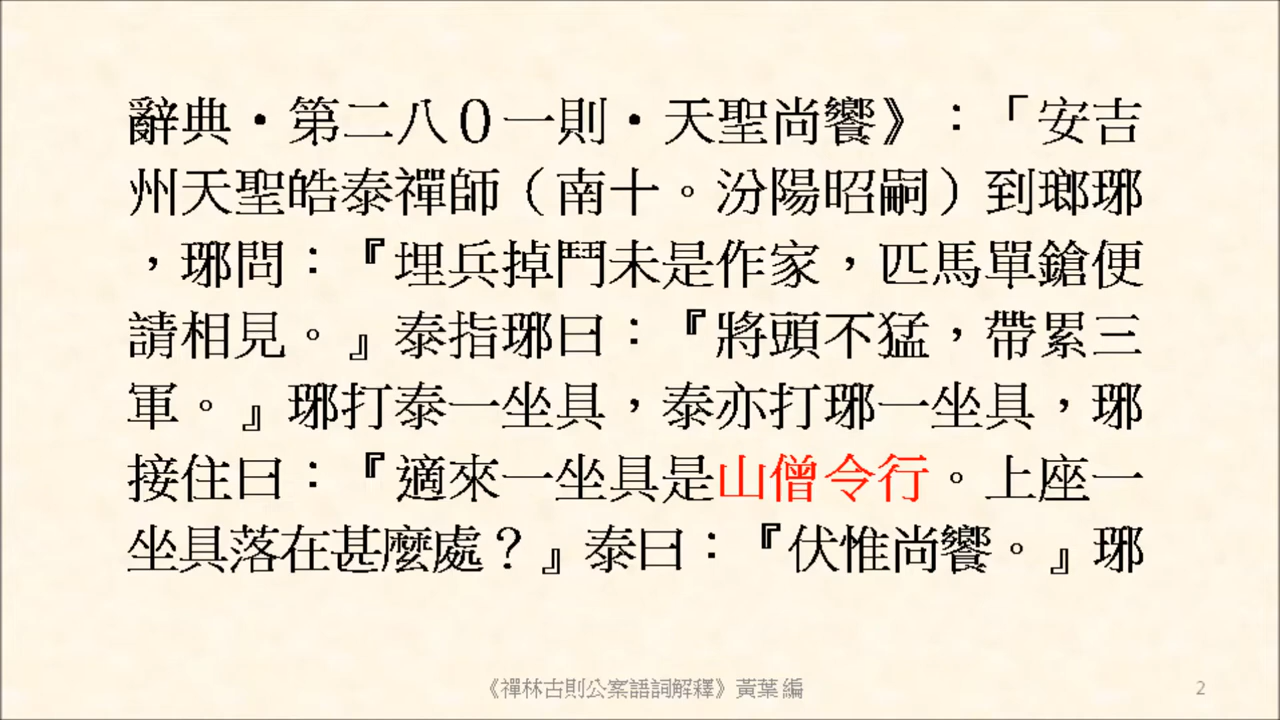 辭典·第二八0一則·天聖尚饗》：「安吉
州天聖皓泰禪師（南十。汾陽昭嗣）到瑯琊
，琊問：『埋兵掉鬥未是作家，匹馬單鎗便
請相見。』泰指琊曰：『將頭不猛，帶累三
軍。』琊打泰一坐具，泰亦打琊一坐具，琊
接住曰：『適來一坐具是山僧令行。上座一
坐具落在甚麼處？』泰曰：『伏惟尚饗。』琊
《禪林古則公案語詞解釋》黃葉編
2